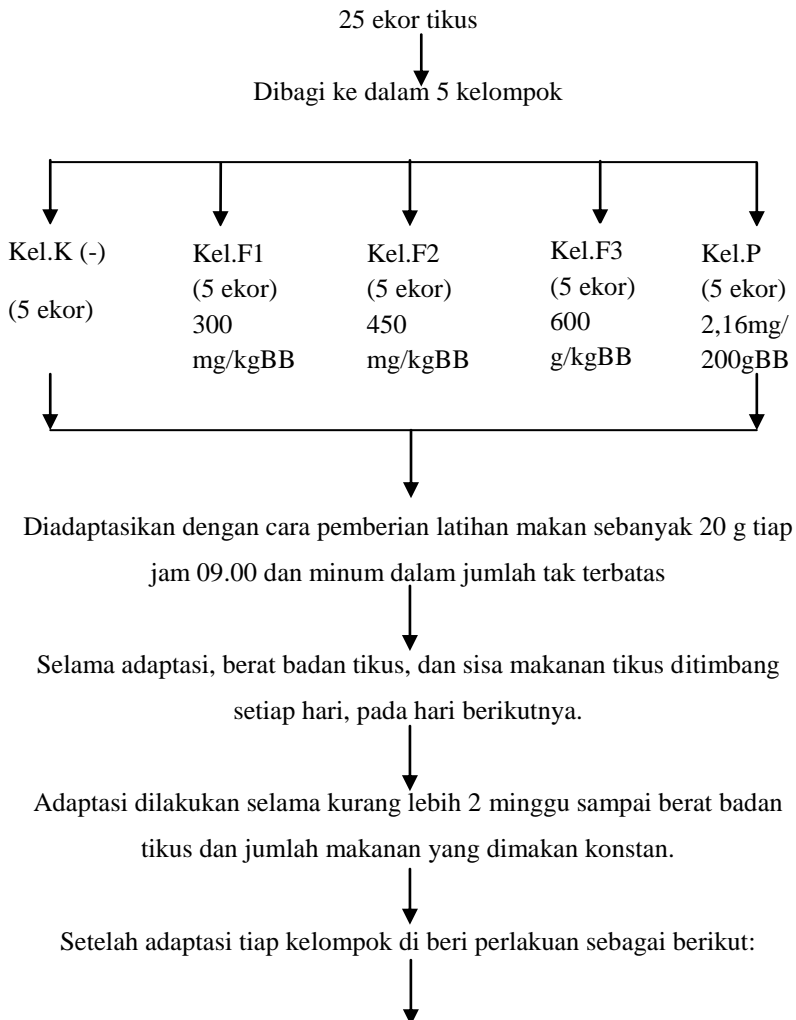 25 ekor tikus
Dibagi ke dalam 5 kelompok
Kel.K (-)
(5 ekor)
Kel.F1
(5 ekor)
300
mg/kgBB
Kel.F2
(5 ekor)
450
mg/kgBB
Kel.F3
(5 ekor)
600
g/kgBB
Kel.P
(5 ekor)
2,16mg/
200gBB
Diadaptasikan dengan cara pemberian latihan makan sebanyak 20 g tiap
jam 09.00 dan minum dalam jumlah tak terbatas
Selama adaptasi, berat badan tikus, dan sisa makanan tikus ditimbang
setiap hari, pada hari berikutnya.
Adaptasi dilakukan selama kurang lebih 2 minggu sampai berat badan
tikus dan jumlah makanan yang dimakan konstan.
Setelah adaptasi tiap kelompok di beri perlakuan sebagai berikut: